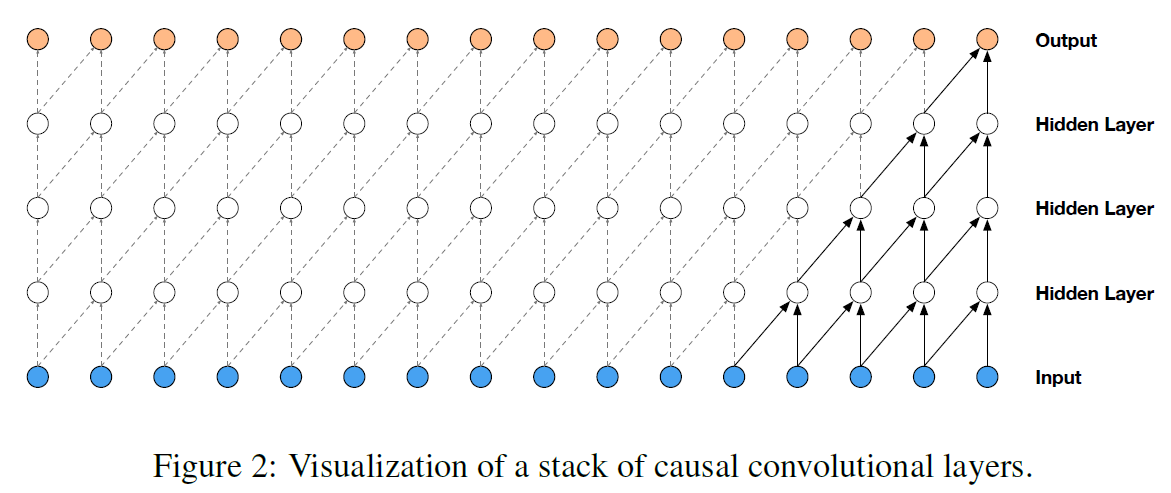 Output
Hidden Layer
Hidden Layer
Hidden Layer
Input
Figure 2: Visualization of a stack of causal convolutional layers.